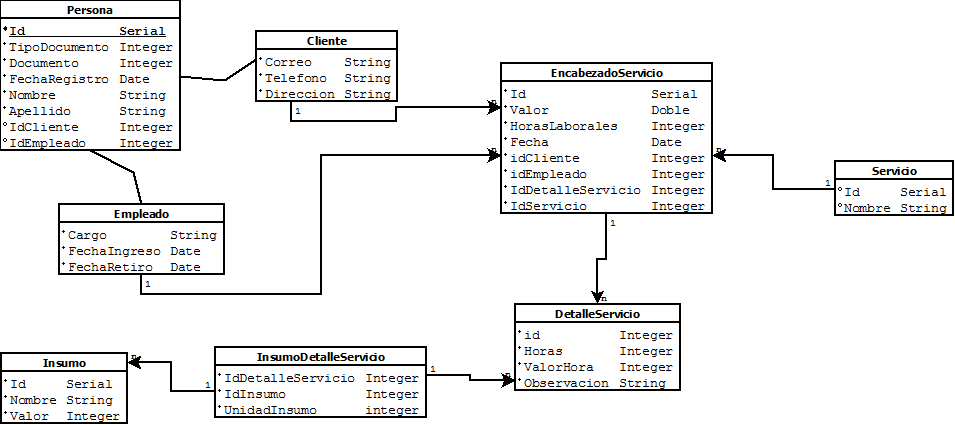 Persona
Id Serial
TipoDocumento Integer
Documento Integer
FechaRegistro Date
Nombre String
Apellido String
IdCliente Integer
IdEmpleado Integer
Cliente
Correo String
Telefono String
Direccion String
1
n
EncabezadoServicio
Id Serial
Valor Doble
HorasLaborales Integer
Fecha Date
idCliente Integer
idEmpleado Integer
IdDetalleServicio Integer
IdServicio Integer
n
n
1
Servicio
Id Serial
Nombre String
1
Empleado
Cargo String
FechaIngreso Date
FechaRetiro Date
1
n
DetalleServicio
id Integer
Horas Integer
ValorHora Integer
Observacion String
Insumo
Id Serial
Nombre String
Valor Integer
n
1
InsumoDetalleServicio
IdDetalleServicio Integer
IdInsumo Integer
UnidadInsumo integer
1
n